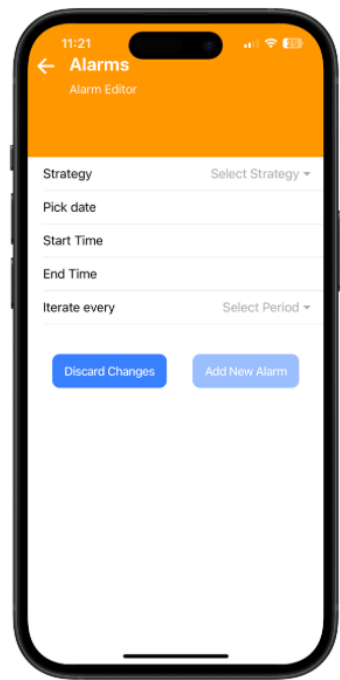 11:21
Alarms
Alarm Editor
Strategy Select Strategy
Pick date
Start Time
End Time
Iterate every Select Period
Discard Changes Add New Alarm